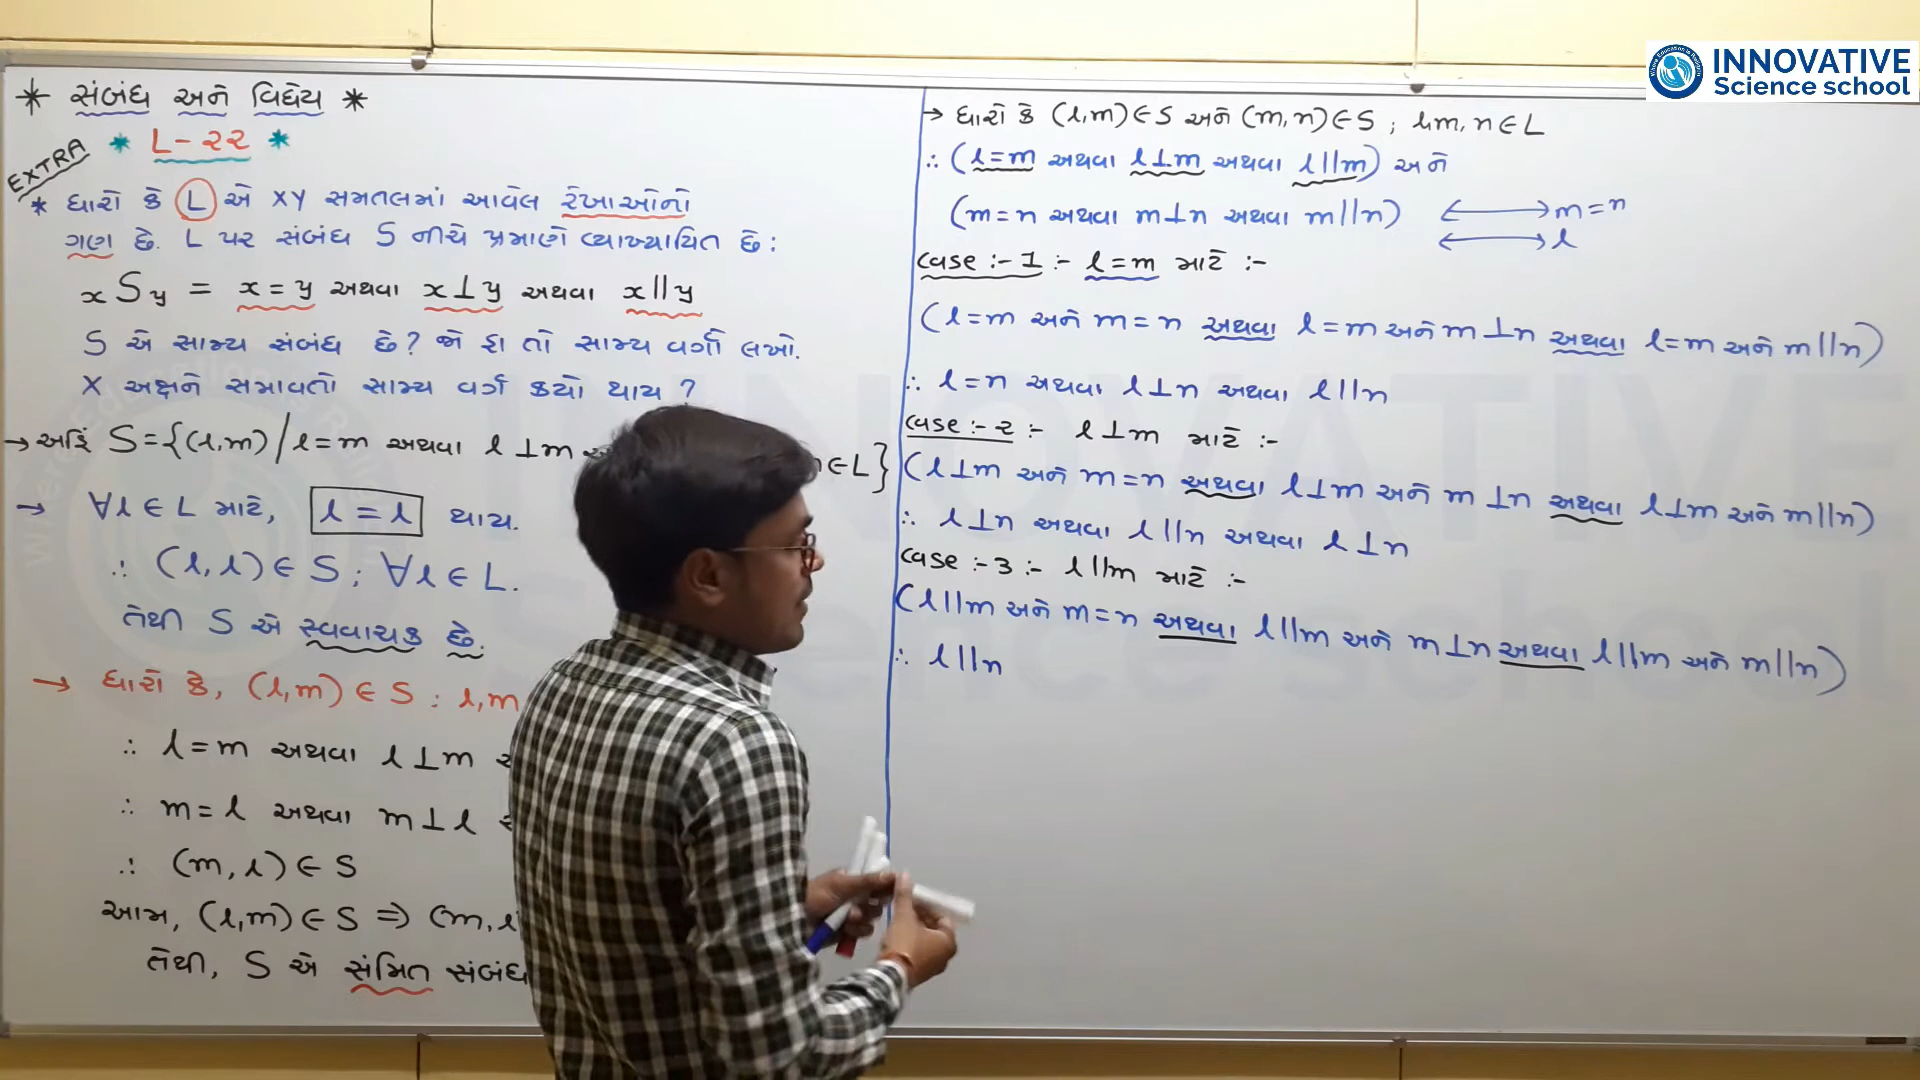 INNOVATIVE
Science school
* સંબંધ અને વિધેય *
* L-૨૨ *
EXTRA
* ધારો કે L એ XY સમતલમાં આવેલ રેખાઓનો
ગણ છે. L પર સંબંધ S નીચે પ્રમાણે વ્યાખ્યાયિત છે:
xSy = x=y અથવા x⊥y અથવા x||y
S એ સામ્ય સંબંધ છે? જો હા તો સામ્ય વર્ગો લખો.
X અક્ષને સમાવતો સામ્ય વર્ગ કયો થાય?
→ અહિં S={(l,m)/l=m અથવા l⊥m ∈L}
→ ∀l∈L માટે, l=l થાય.
∴ (l,l)∈S; ∀l∈L.
તેથી S એ સ્વવાચક છે.
→ ધારો કે, (l,m)∈S; l,m
∴ l=m અથવા l⊥m
∴ m=l અથવા m⊥l
∴ (m,l)∈S
આમ, (l,m)∈S ⇒ (m,l
તેથી, S એ સંમિત સંબંધ
→ ધારો કે (l,m)∈S અને (m,n)∈S; l,m,n∈L
∴ (l=m અથવા l⊥m અથવા l||m) અને
(m=n અથવા m⊥n અથવા m||n)
m=n
l
Case :- 1 :- l=m માટે :-
(l=m અને m=n અથવા l=m અને m⊥n અથવા l=m અને m||n)
∴ l=n અથવા l⊥n અથવા l||n
Case :- ૨ :- l⊥m માટે :-
(l⊥m અને m=n અથવા l⊥m અને m⊥n અથવા l⊥m અને m||n)
∴ l⊥n અથવા l||n અથવા l⊥n
Case :- 3 :- l||m માટે :-
(l||m અને m=n અથવા l||m અને m⊥n અથવા l||m અને m||n)
∴ l||n